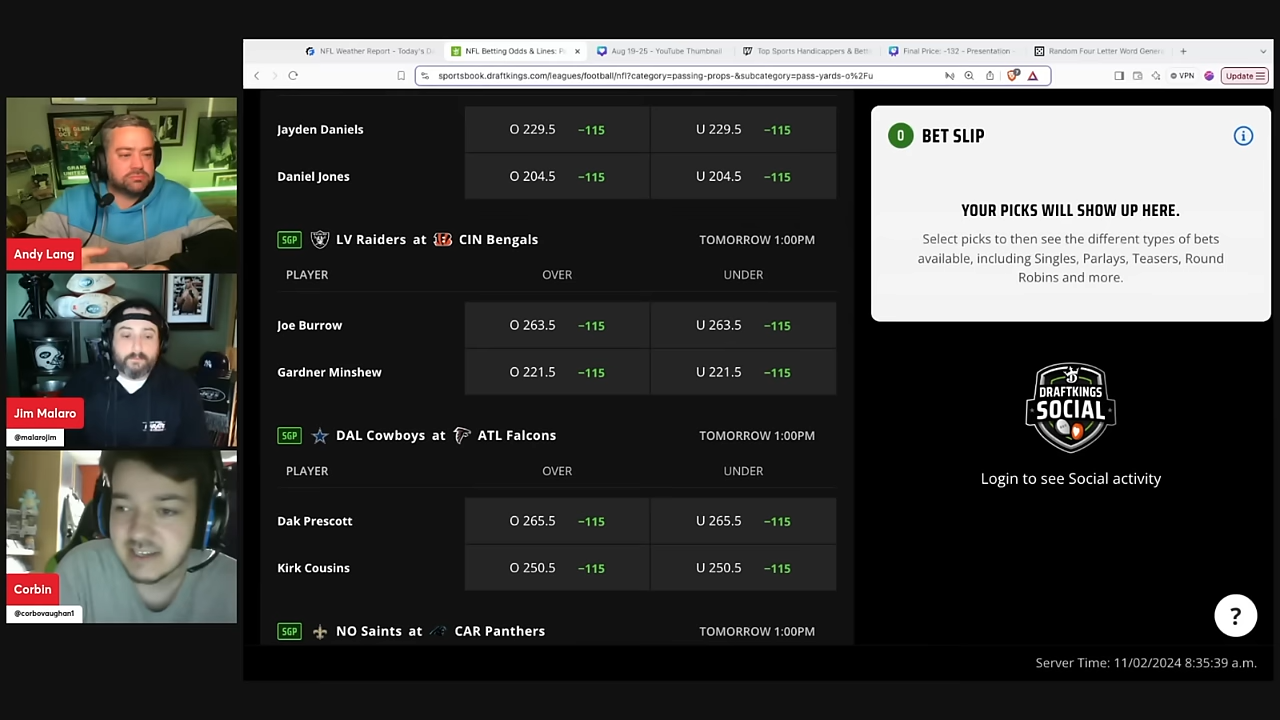 NFL Weather Report - Today's
NFL Betting Odds & Lines: P
Aug 19-25 - YouTube Thumbnail
Top Sports Handicappers & Bett
Final Price: -132 - Presentation
Random Four Letter Word Gener
sportsbook.draftkings.com/leagues/football/nfl?category=passing-props-&subcategory=pass-yards-o%2Fu
VPN
Update
Jayden Daniels O 229.5 −115 U 229.5 −115
Daniel Jones O 204.5 −115 U 204.5 −115
SGP LV Raiders at CIN Bengals TOMORROW 1:00PM
PLAYER OVER UNDER
Joe Burrow O 263.5 −115 U 263.5 −115
Gardner Minshew O 221.5 −115 U 221.5 −115
SGP DAL Cowboys at ATL Falcons TOMORROW 1:00PM
PLAYER OVER UNDER
Dak Prescott O 265.5 −115 U 265.5 −115
Kirk Cousins O 250.5 −115 U 250.5 −115
SGP NO Saints at CAR Panthers TOMORROW 1:00PM
0 BET SLIP
YOUR PICKS WILL SHOW UP HERE.
Select picks to then see the different types of bets
available, including Singles, Parlays, Teasers, Round
Robins and more.
DRAFTKINGS
SOCIAL
Login to see Social activity
?
Server Time: 11/02/2024 8:35:39 a.m.
Andy Lang
Jim Malaro
@malarojim
JETS
Corbin
@corbovaughan1